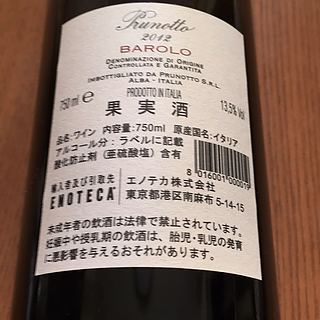 Prunotto
2012
BAROLO
DENOMINAZIONE DI ORIGINE
CONTROLLATA E GARANTITA
IMBOTTIGLIATO DA PRUNOTTO S.R.L.
ALBA - ITALIA
750 ml e PRODOTTO IN ITALIA 13,5% Vol
果実酒
品名:ワイン 内容量:750ml 原産国名:イタリア
アルコール分:ラベルに記載
酸化防止剤(亜硫酸塩)含有
8 016001 000019
輸入者及び引取先 エノテカ株式会社
ENOTECA 東京都港区南麻布 5-14-15
未成年者の飲酒は法律で禁止されています。
妊娠中や授乳期の飲酒は、胎児・乳児の発育
に悪影響を与えるおそれがあります。